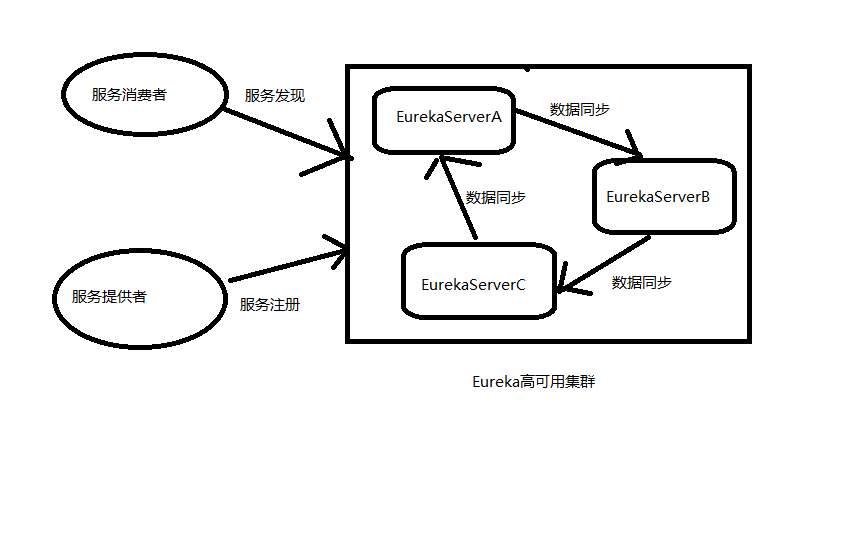 服务消费者
服务发现
EurekaServerA
数据同步
EurekaServerB
数据同步
EurekaServerC
数据同步
服务提供者
服务注册
Eureka高可用集群